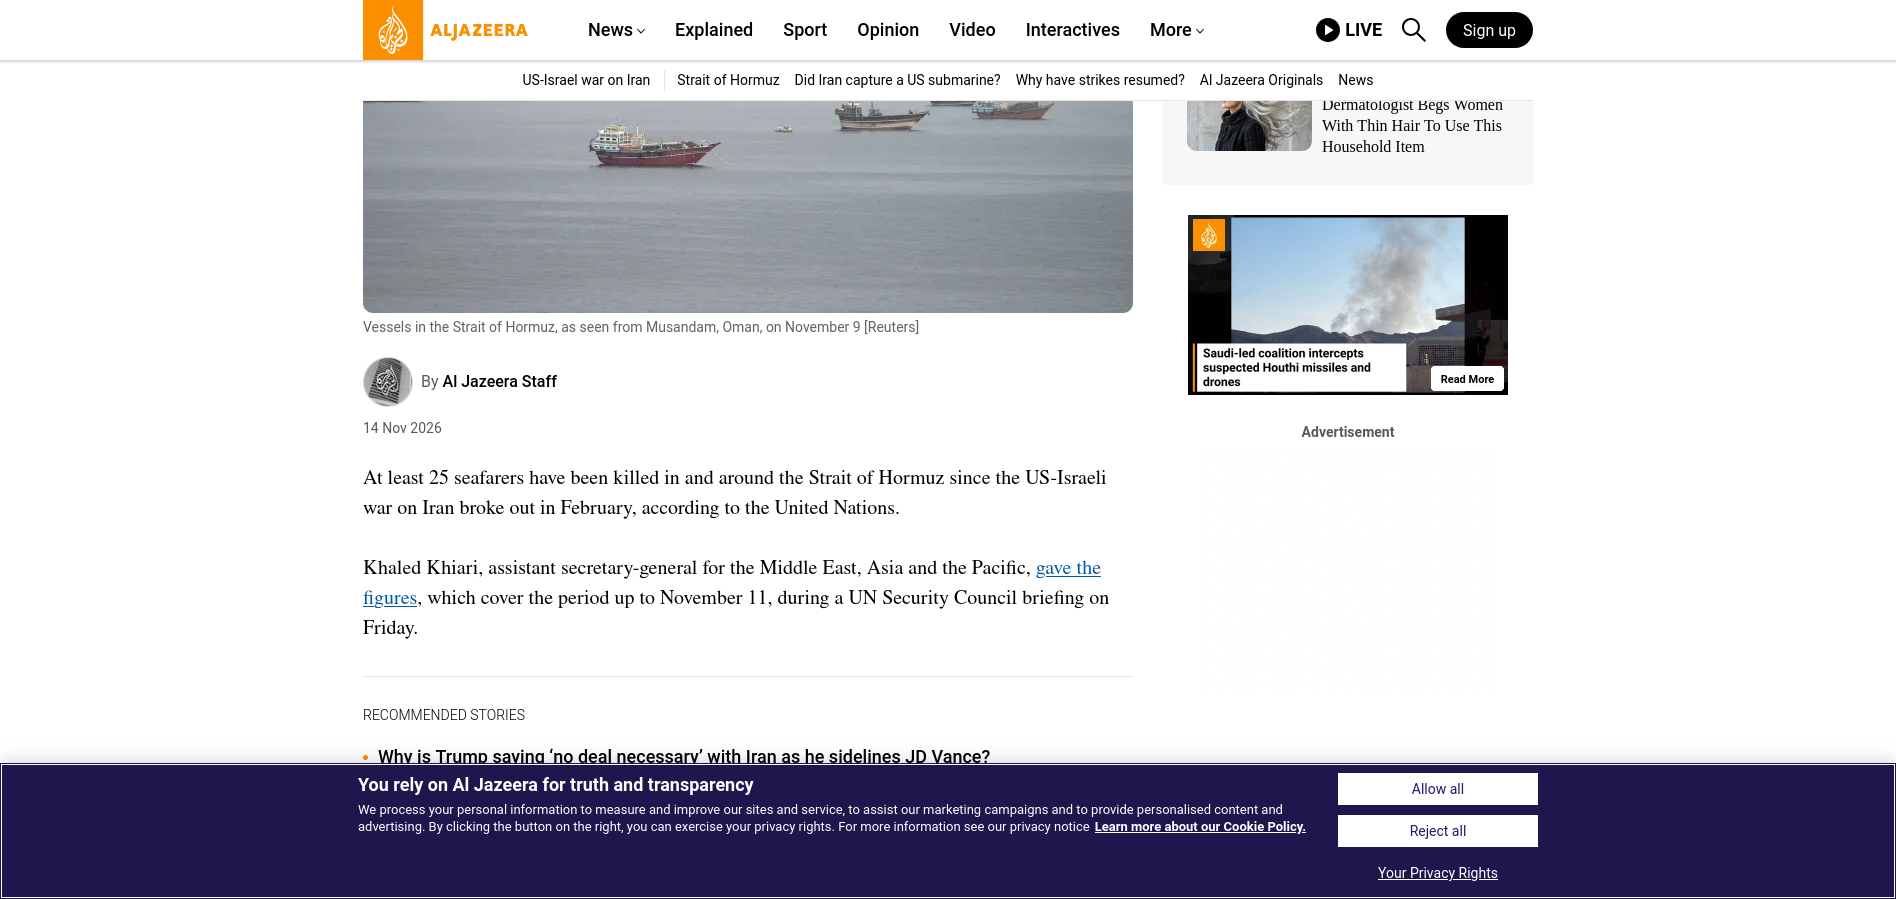 ALJAZEERA
News
Explained
Sport
Opinion
Video
Interactives
More
LIVE
Sign up
US-Israel war on Iran
Strait of Hormuz
Did Iran capture a US submarine?
Why have strikes resumed?
Al Jazeera Originals
News
Vessels in the Strait of Hormuz, as seen from Musandam, Oman, on November 9 [Reuters]
By Al Jazeera Staff
14 Nov 2026
At least 25 seafarers have been killed in and around the Strait of Hormuz since the US-Israeli
war on Iran broke out in February, according to the United Nations.
Khaled Khiari, assistant secretary-general for the Middle East, Asia and the Pacific, gave the
figures, which cover the period up to November 11, during a UN Security Council briefing on
Friday.
RECOMMENDED STORIES
Why is Trump saying ‘no deal necessary’ with Iran as he sidelines JD Vance?
Dermatologist Begs Women
With Thin Hair To Use This
Household Item
Saudi-led coalition intercepts
suspected Houthi missiles and
drones
Read More
Advertisement
You rely on Al Jazeera for truth and transparency
We process your personal information to measure and improve our sites and service, to assist our marketing campaigns and to provide personalised content and
advertising. By clicking the button on the right, you can exercise your privacy rights. For more information see our privacy notice Learn more about our Cookie Policy.
Allow all
Reject all
Your Privacy Rights